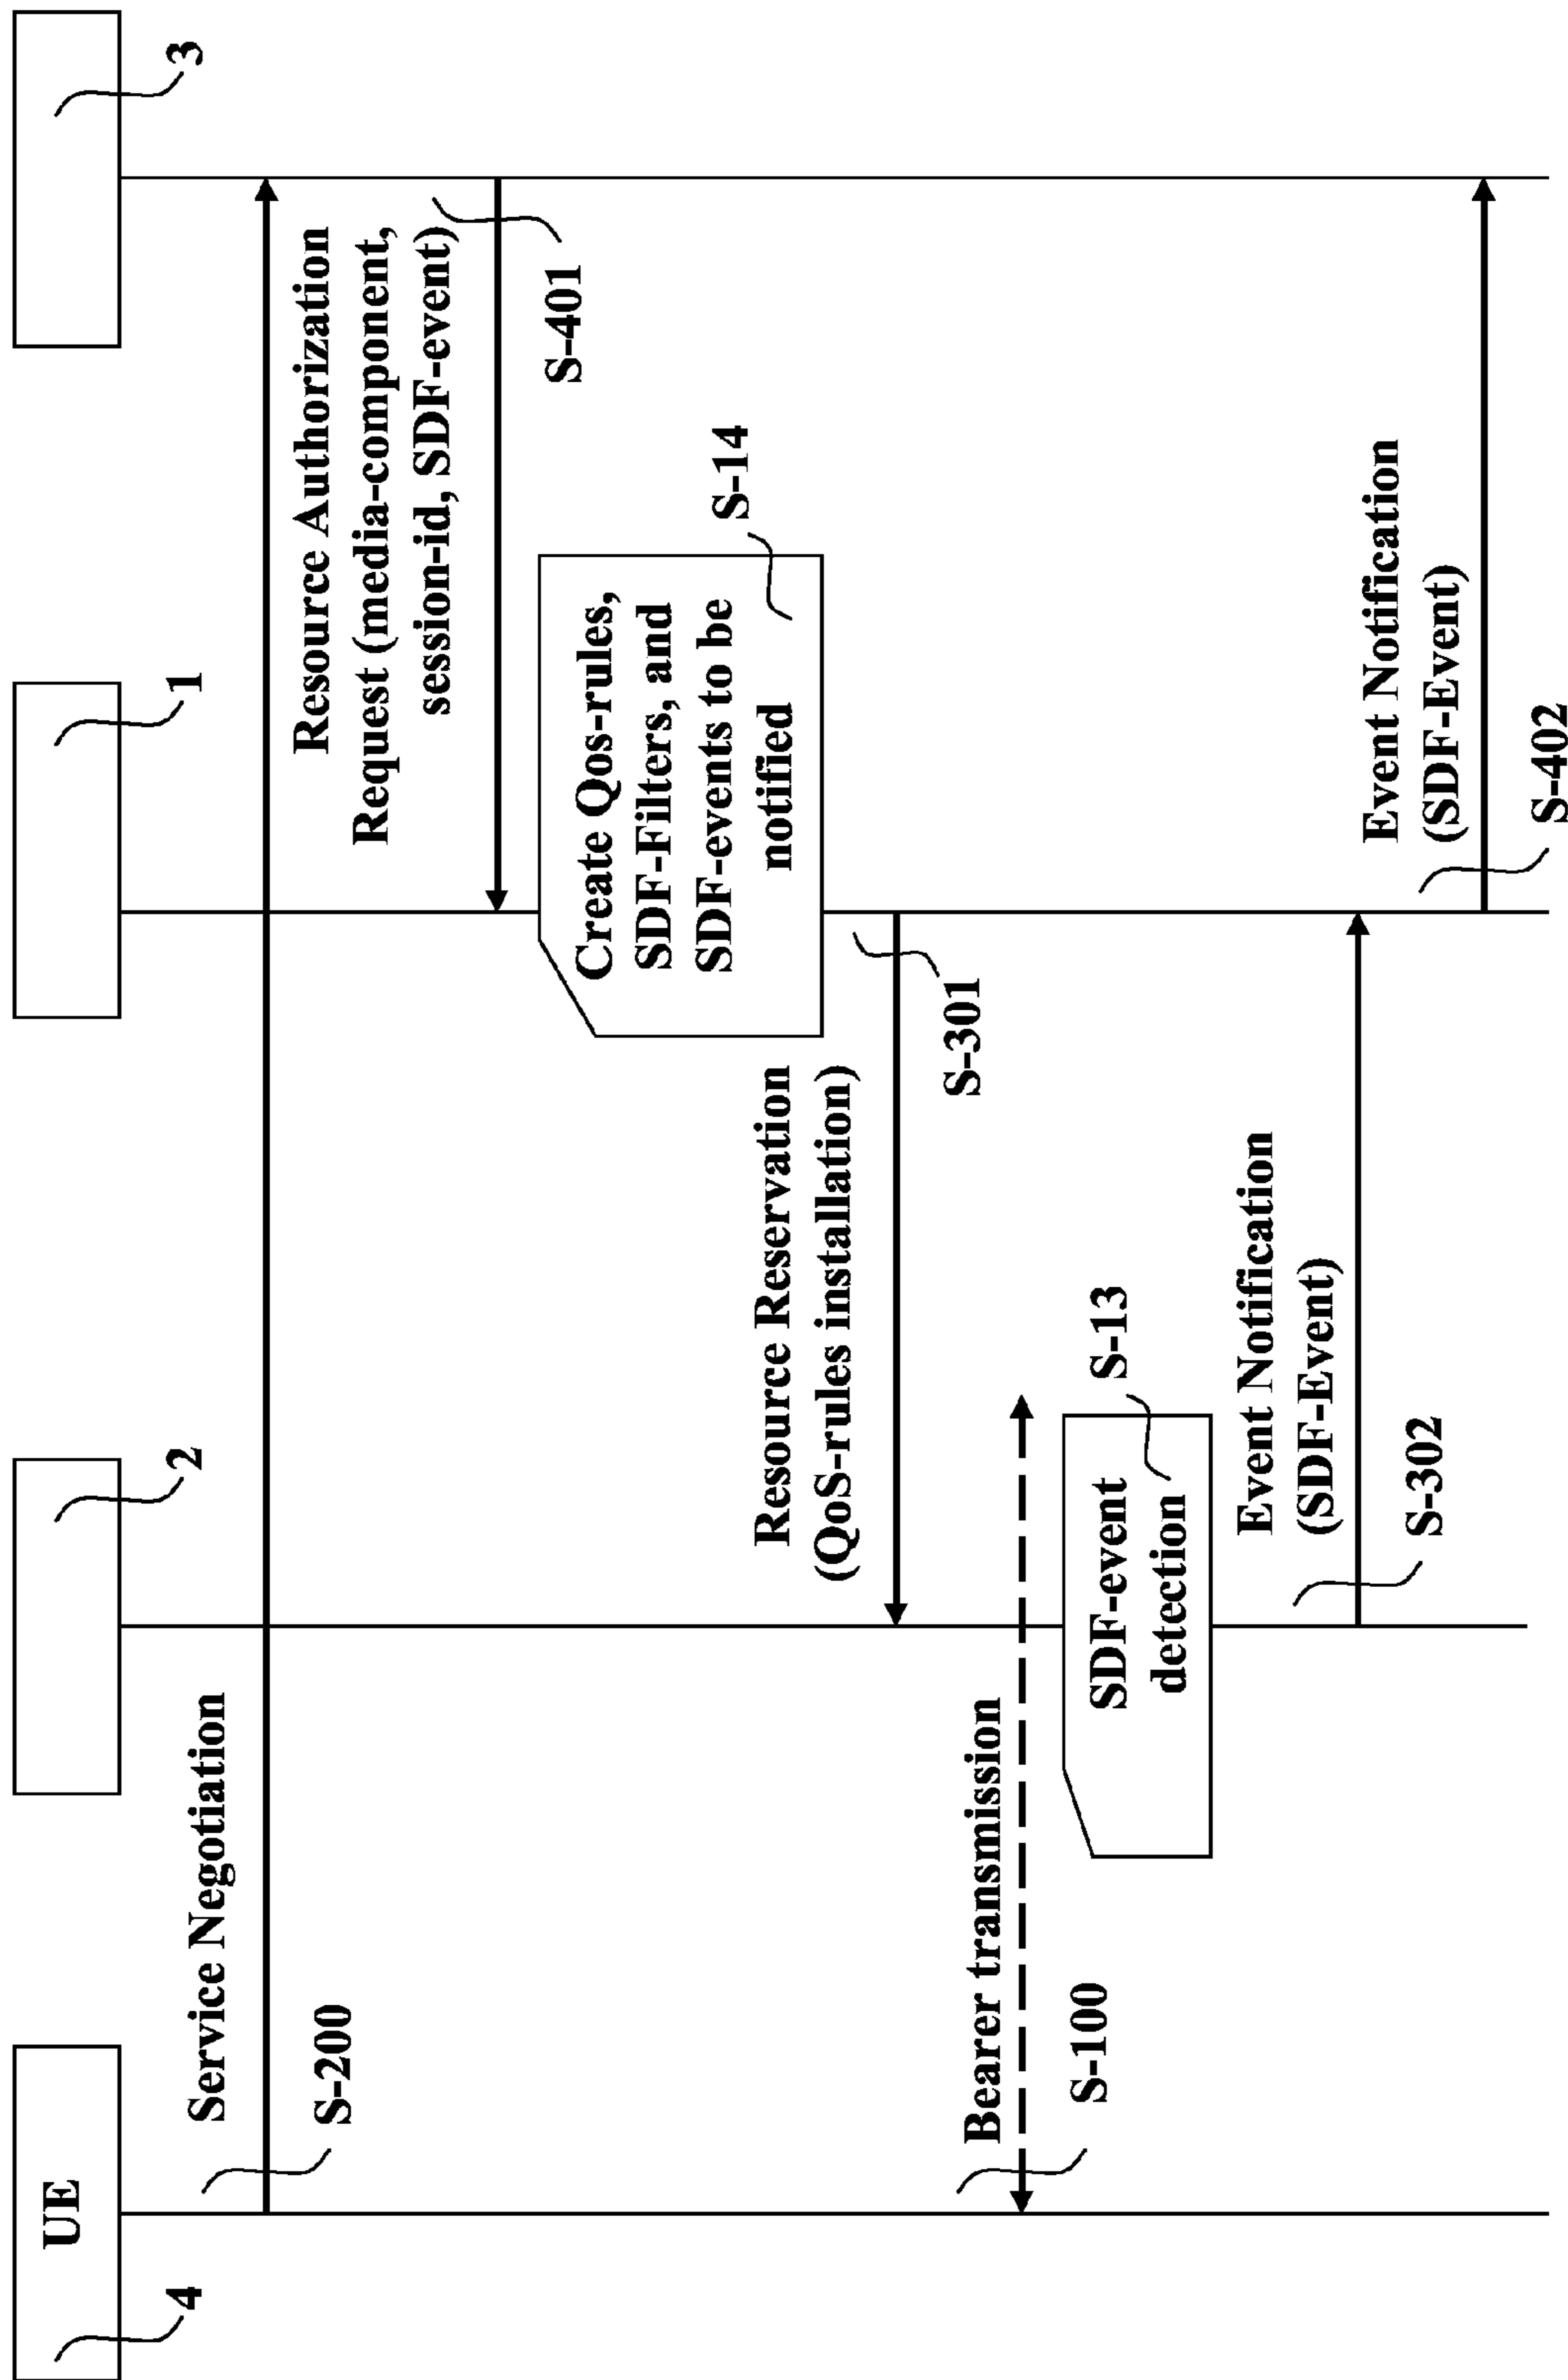 UE
4
2
1
3
Service Negotiation
S-200
Resource Authorization
Request (media-component,
session-id, SDF-event)
S-401
Create Qos-rules,
SDF-Filters, and
SDF-events to be
notified
S-14
Resource Reservation
(QoS-rules installation)
S-301
Bearer transmission
S-100
SDF-event
detection
S-13
Event Notification
(SDF-Event)
S-302
Event Notification
(SDF-Event)
S-402